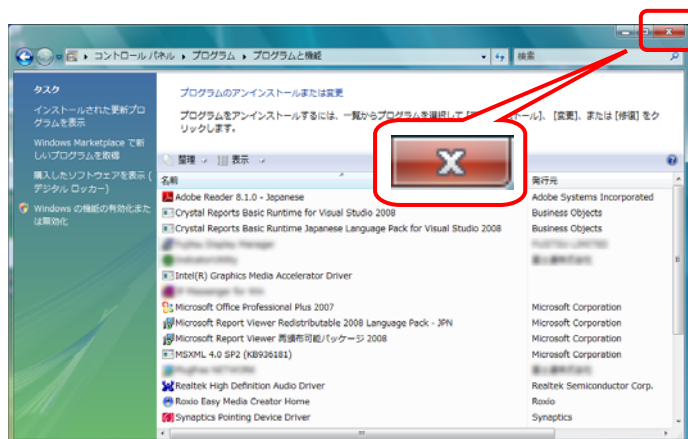 コントロール パネル ▸ プログラム ▸ プログラムと機能
検索
タスク
インストールされた更新プロ
グラムを表示
Windows Marketplace で新
しいプログラムを取得
購入したソフトウェアを表示 (
デジタル ロッカー)
Windows の機能の有効化また
は無効化
プログラムのアンインストールまたは変更
プログラムをアンインストールするには、一覧からプログラムを選択して [
ール]、[変更]、または [修復] をク
リックします。
整理
表示
名前
発行元
Adobe Reader 8.1.0 - Japanese
Adobe Systems Incorporated
Crystal Reports Basic Runtime for Visual Studio 2008
Business Objects
Crystal Reports Basic Runtime Japanese Language Pack for Visual Studio 2008
Business Objects
Intel(R) Graphics Media Accelerator Driver
Microsoft Office Professional Plus 2007
Microsoft Corporation
Microsoft Report Viewer Redistributable 2008 Language Pack - JPN
Microsoft Corporation
Microsoft Report Viewer 再頒布可能パッケージ 2008
Microsoft Corporation
MSXML 4.0 SP2 (KB936181)
Microsoft Corporation
Realtek High Definition Audio Driver
Realtek Semiconductor Corp.
Roxio Easy Media Creator Home
Roxio
Synaptics Pointing Device Driver
Synaptics